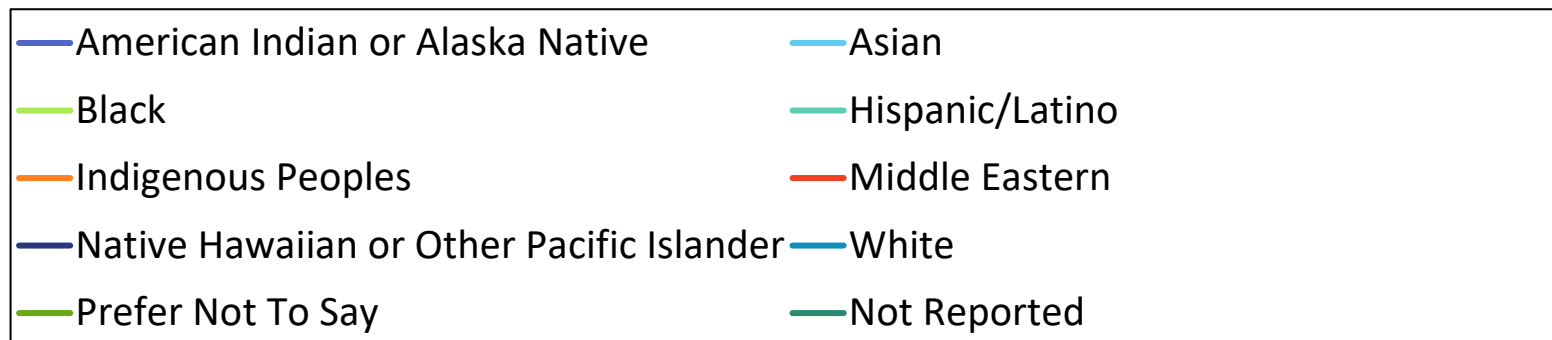 American Indian or Alaska Native Asian
Black Hispanic/Latino
Indigenous Peoples Middle Eastern
Native Hawaiian or Other Pacific Islander White
Prefer Not To Say Not Reported